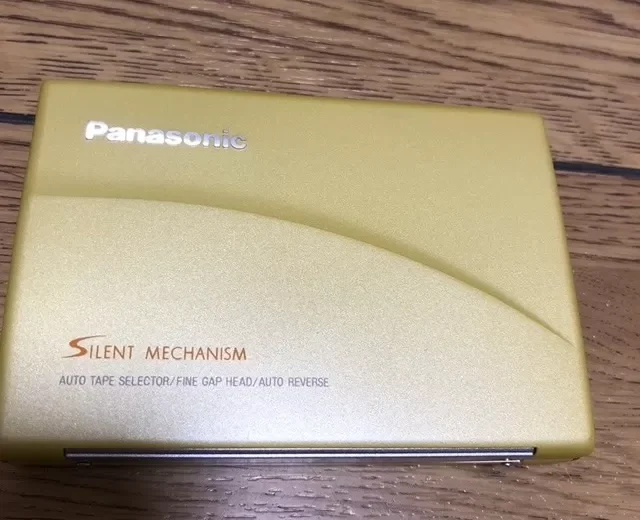 Panasonic
SILENT MECHANISM
AUTO TAPE SELECTOR/FINE GAP HEAD/AUTO REVERSE